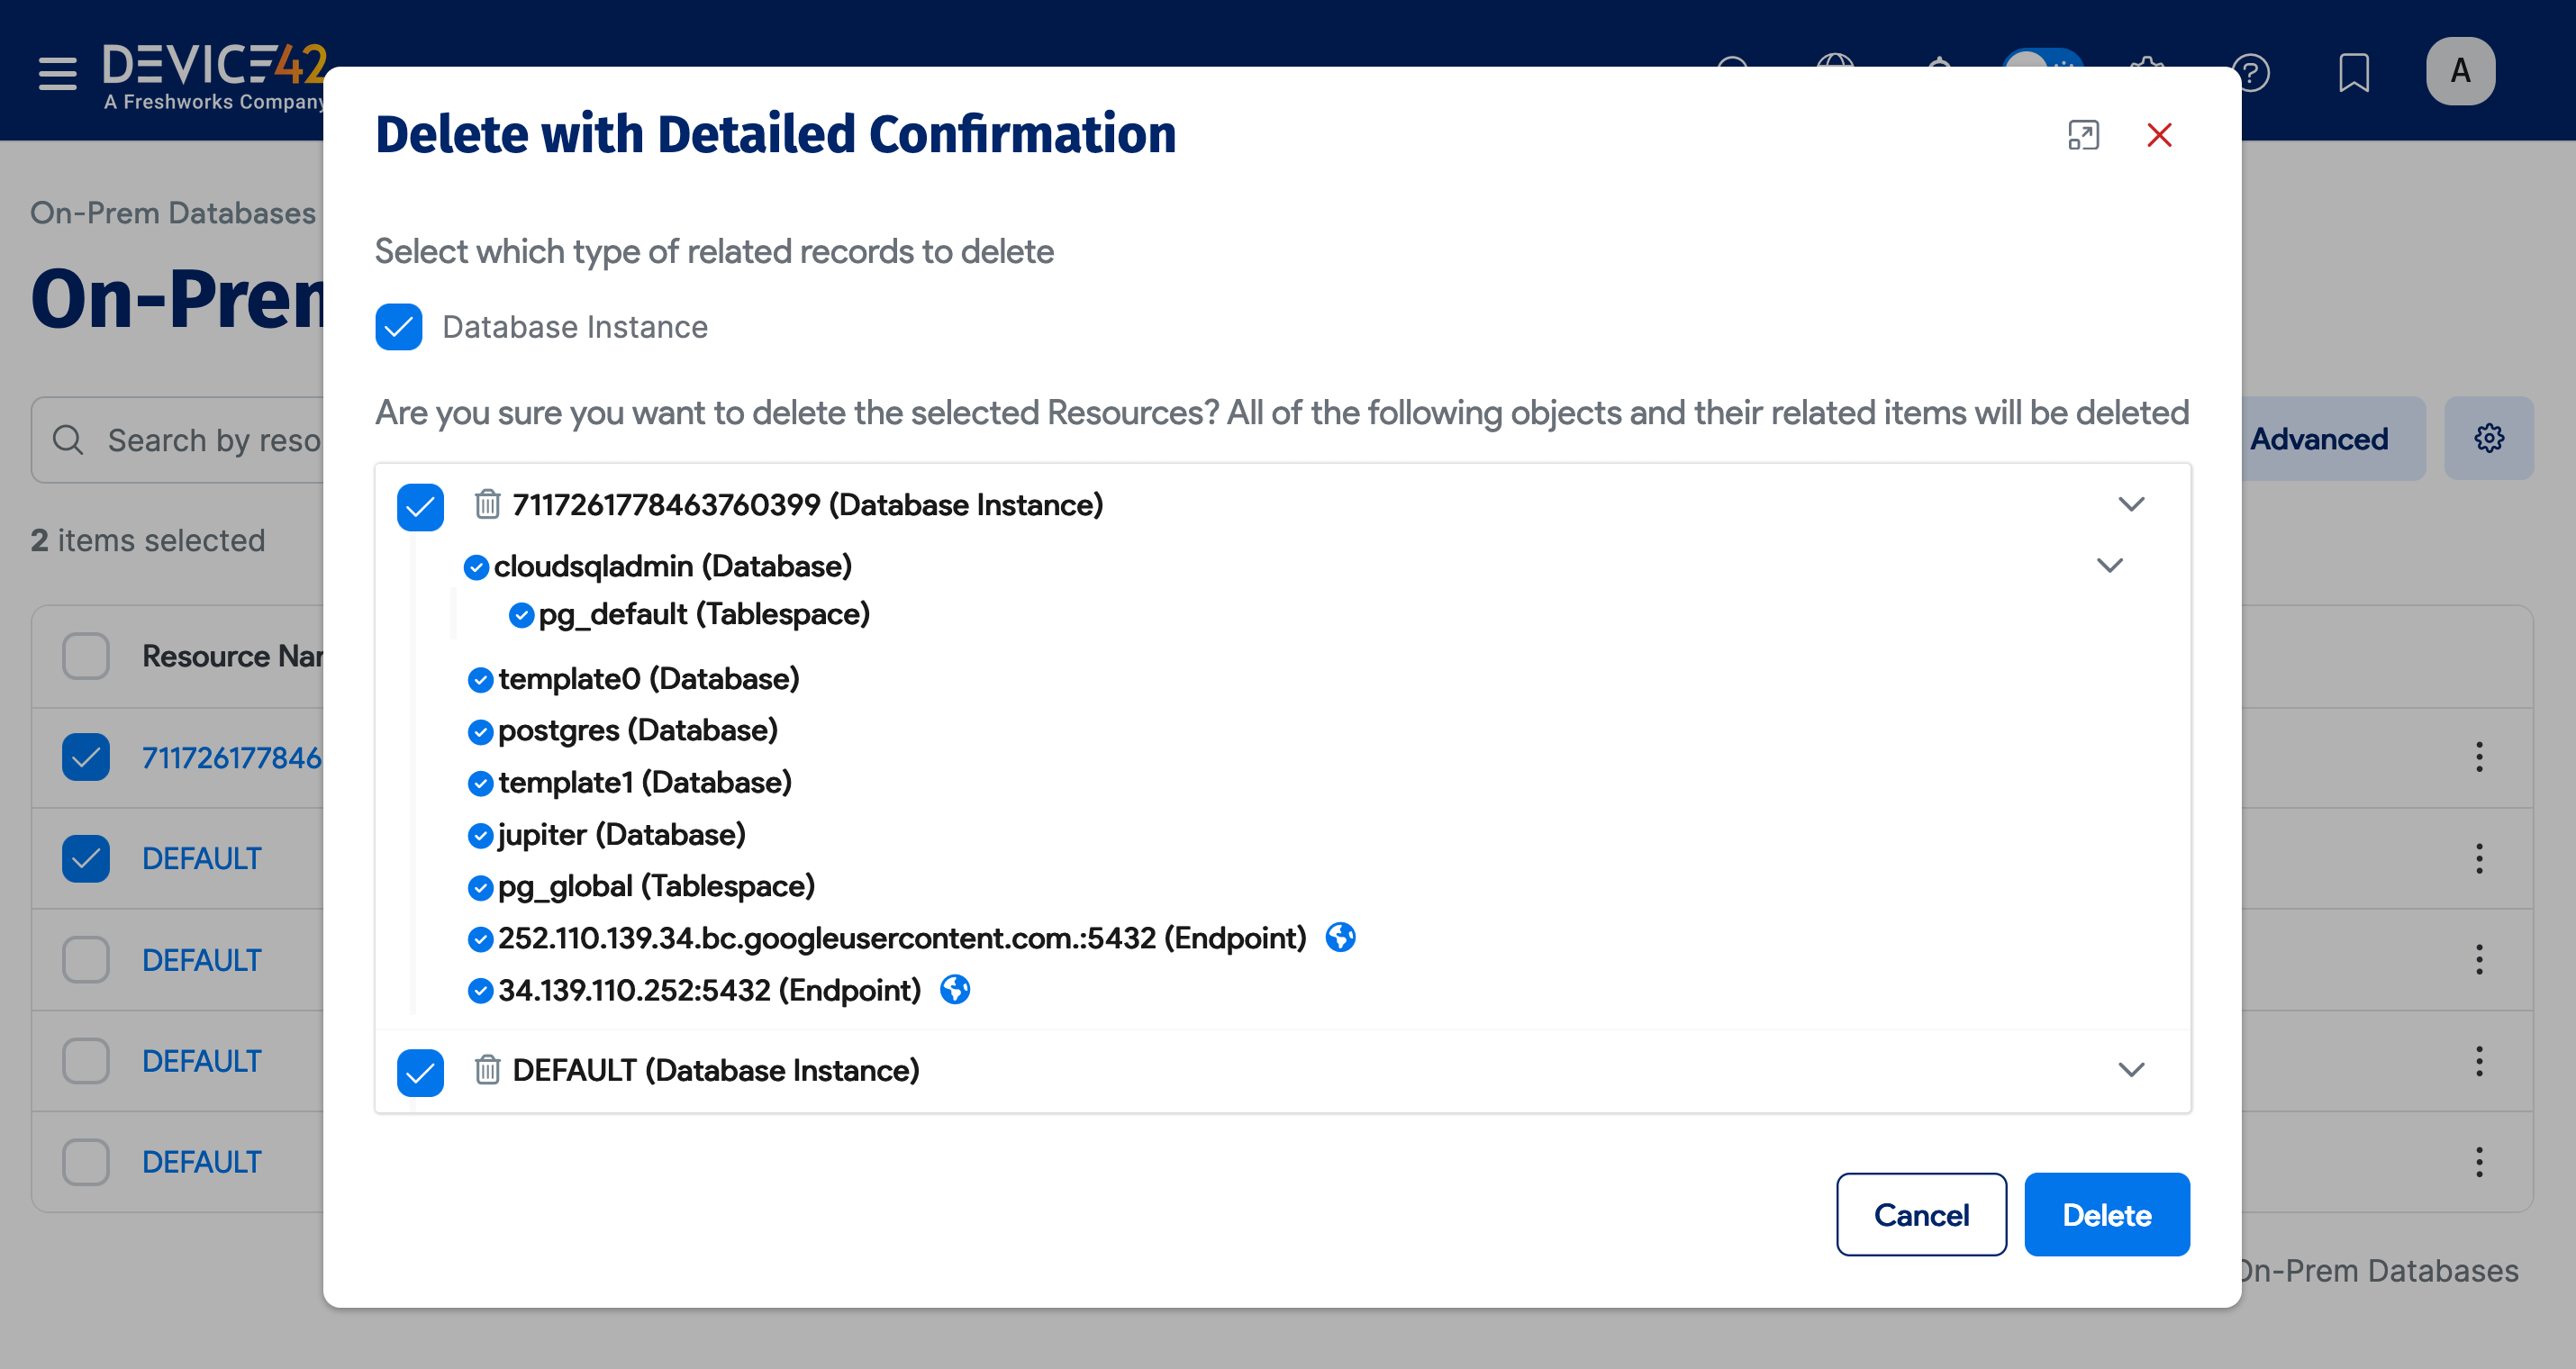 DEVICE42
A Freshworks Company
A
Delete with Detailed Confirmation
On-Prem Databases
On-Prem
Select which type of related records to delete
Database Instance
Are you sure you want to delete the selected Resources? All of the following objects and their related items will be deleted
Search by reso
Advanced
2 items selected
7117261778463760399 (Database Instance)
cloudsqladmin (Database)
pg_default (Tablespace)
template0 (Database)
postgres (Database)
template1 (Database)
jupiter (Database)
pg_global (Tablespace)
252.110.139.34.bc.googleusercontent.com.:5432 (Endpoint)
34.139.110.252:5432 (Endpoint)
DEFAULT (Database Instance)
Resource Nam
711726177846
DEFAULT
DEFAULT
DEFAULT
DEFAULT
Cancel
Delete
On-Prem Databases